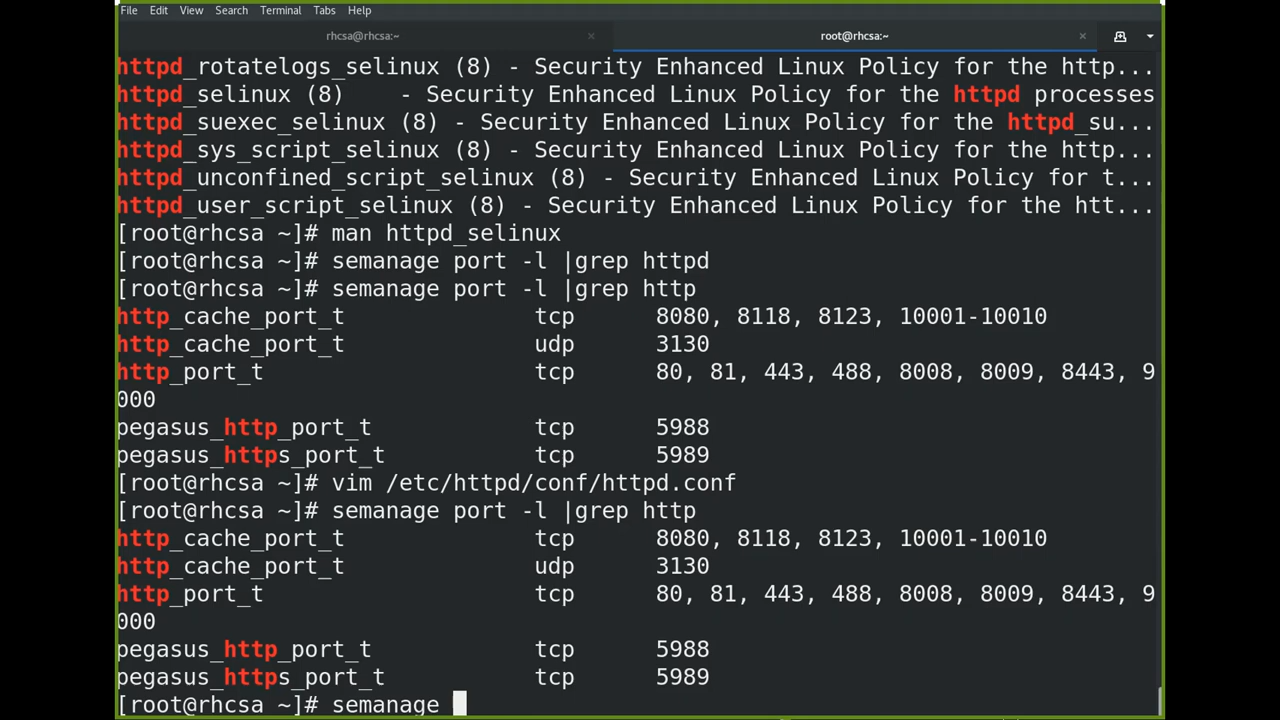 File Edit View Search Terminal Tabs Help
rhcsa@rhcsa:~ × root@rhcsa:~ ×
httpd_rotatelogs_selinux (8) - Security Enhanced Linux Policy for the http...
httpd_selinux (8)    - Security Enhanced Linux Policy for the httpd processes
httpd_suexec_selinux (8) - Security Enhanced Linux Policy for the httpd_su...
httpd_sys_script_selinux (8) - Security Enhanced Linux Policy for the http...
httpd_unconfined_script_selinux (8) - Security Enhanced Linux Policy for t...
httpd_user_script_selinux (8) - Security Enhanced Linux Policy for the htt...
[root@rhcsa ~]# man httpd_selinux
[root@rhcsa ~]# semanage port -l |grep httpd
[root@rhcsa ~]# semanage port -l |grep http
http_cache_port_t              tcp      8080, 8118, 8123, 10001-10010
http_cache_port_t              udp      3130
http_port_t                    tcp      80, 81, 443, 488, 8008, 8009, 8443, 9
000
pegasus_http_port_t            tcp      5988
pegasus_https_port_t           tcp      5989
[root@rhcsa ~]# vim /etc/httpd/conf/httpd.conf
[root@rhcsa ~]# semanage port -l |grep http
http_cache_port_t              tcp      8080, 8118, 8123, 10001-10010
http_cache_port_t              udp      3130
http_port_t                    tcp      80, 81, 443, 488, 8008, 8009, 8443, 9
000
pegasus_http_port_t            tcp      5988
pegasus_https_port_t           tcp      5989
[root@rhcsa ~]# semanage